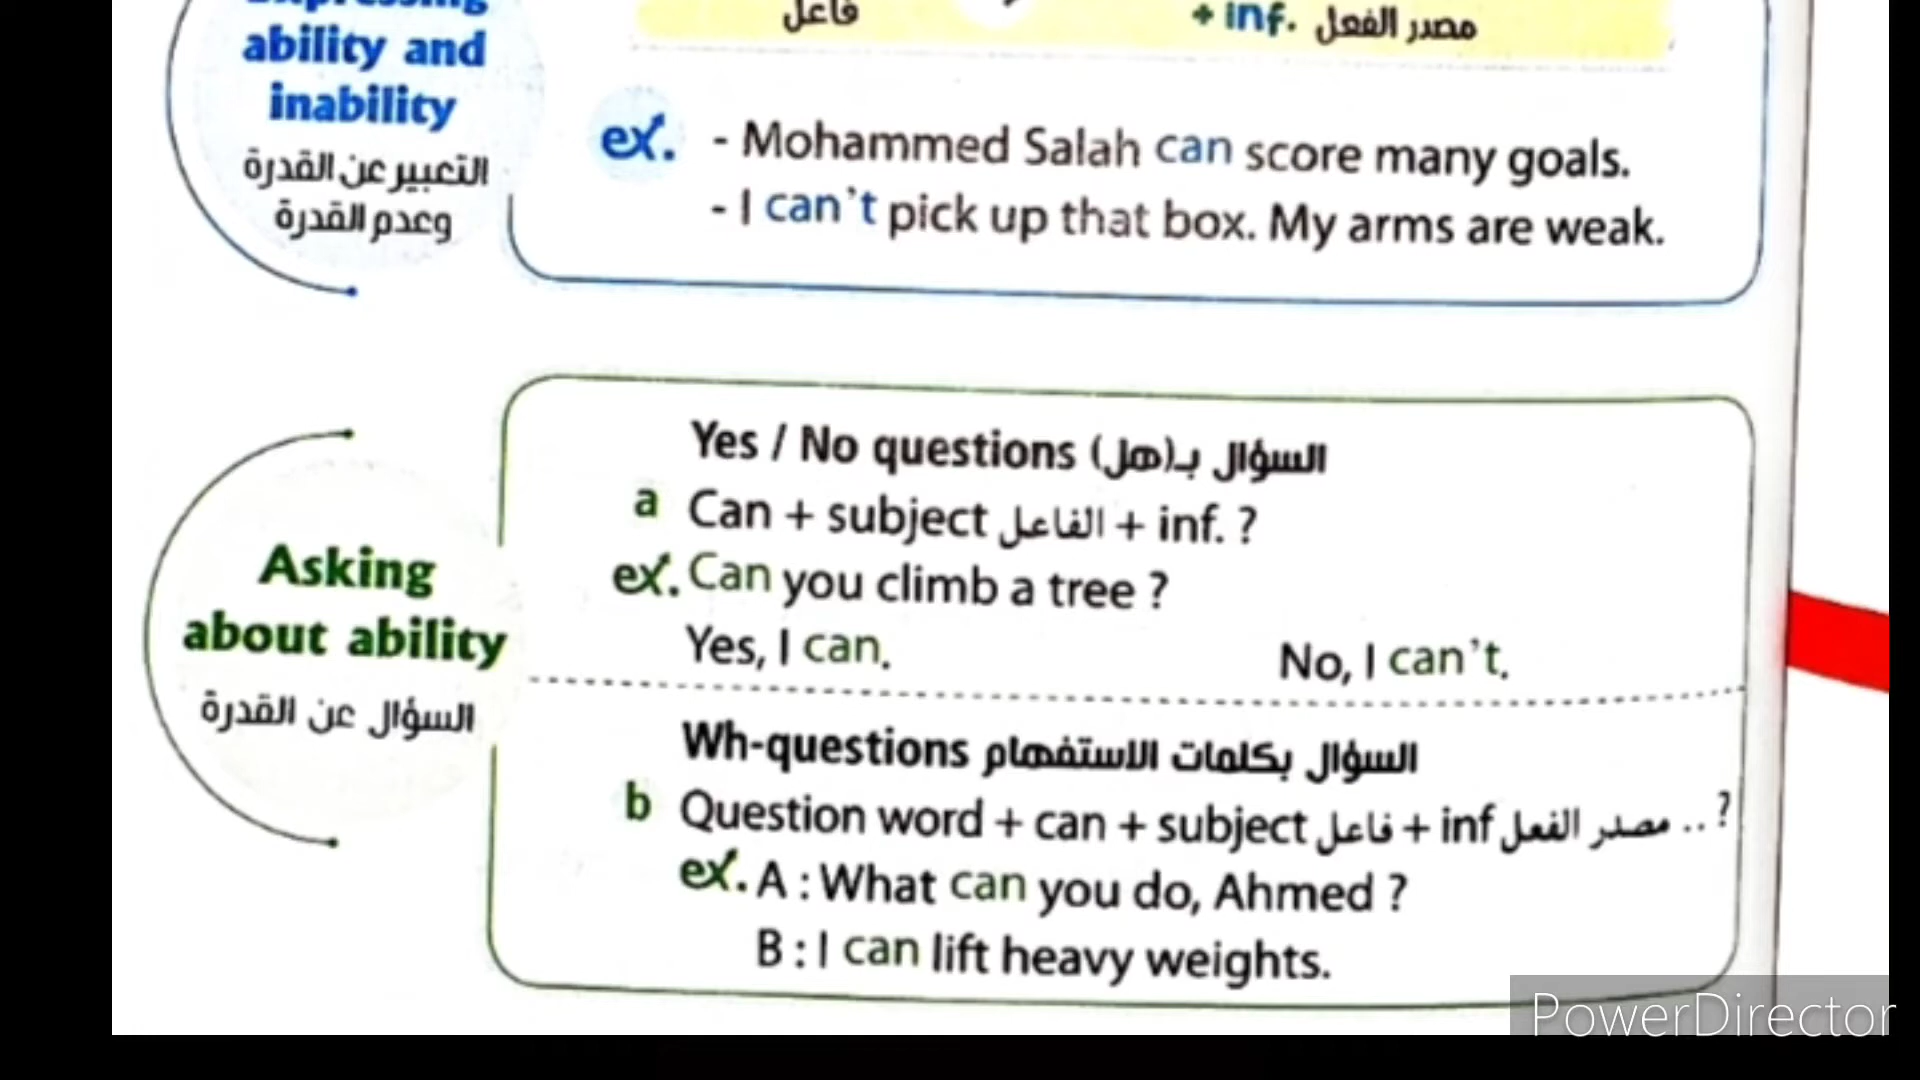 ability and
inability
التعبير عن القدرة
وعدم القدرة
فاعل
+ inf. مصدر الفعل
ex. - Mohammed Salah can score many goals.
- I can't pick up that box. My arms are weak.
Asking
about ability
السؤال عن القدرة
Yes / No questions السؤال بـ(هل)
a Can + subject الفاعل + inf. ?
ex. Can you climb a tree ?
Yes, I can. No, I can't.
Wh-questions السؤال بكلمات الاستفهام
b Question word + can + subject فاعل + inf مصدر الفعل .. ?
ex. A : What can you do, Ahmed ?
B : I can lift heavy weights.
PowerDirector